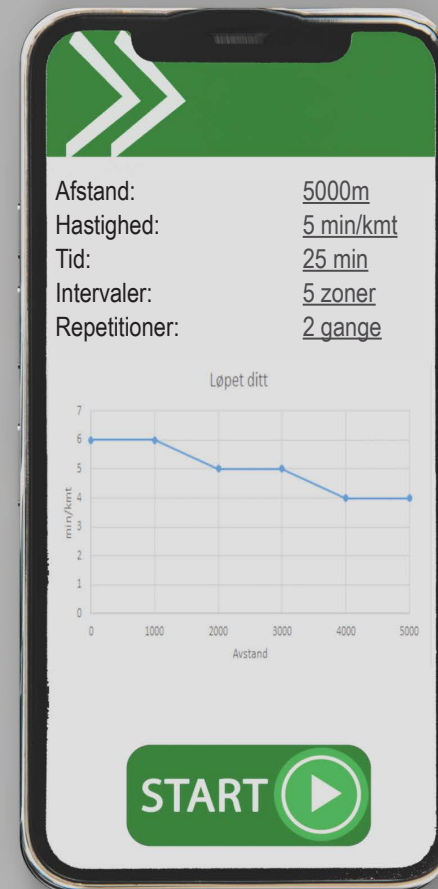 Afstand: 5000m
Hastighed: 5 min/kmt
Tid: 25 min
Intervaler: 5 zoner
Repetitioner: 2 gange
Løpet ditt
7
6
5
4
3
2
1
0
min/kmt
0 1000 2000 3000 4000 5000
Avstand
START